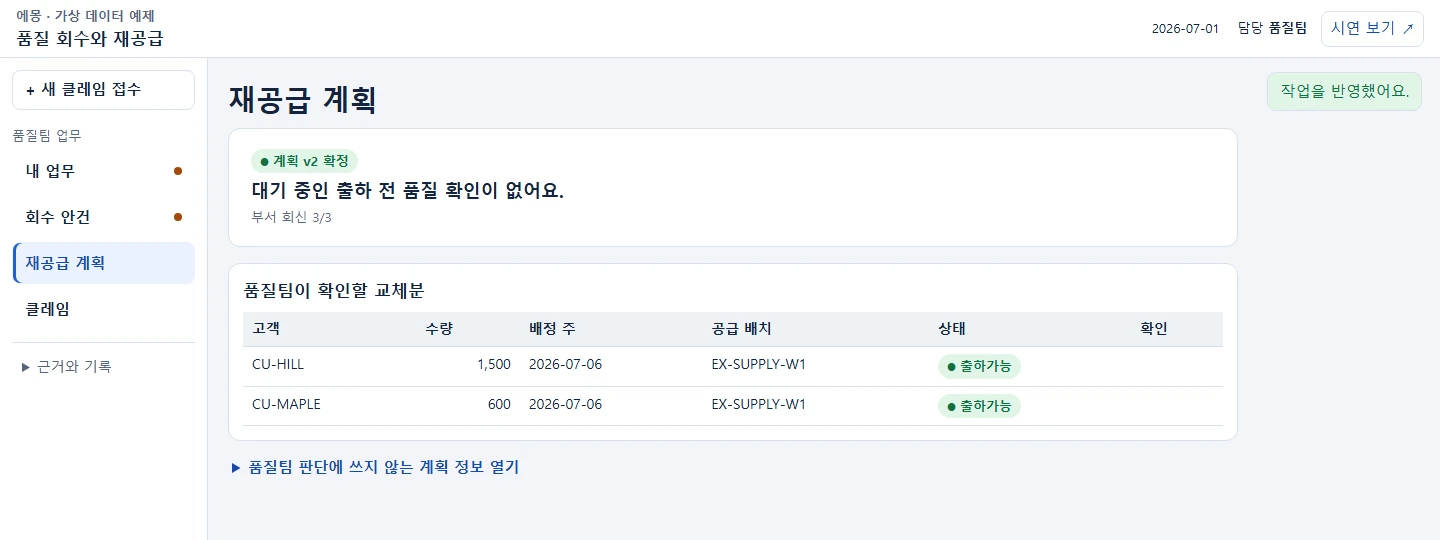 에몽 · 가상 데이터 예제
품질 회수와 재공급
2026-07-01 담당 품질팀 시연 보기 ↗
+ 새 클레임 접수
품질팀 업무
내 업무
회수 안건
재공급 계획
클레임
▶ 근거와 기록
재공급 계획
작업을 반영했어요.
● 계획 v2 확정
대기 중인 출하 전 품질 확인이 없어요.
부서 회신 3/3
품질팀이 확인할 교체분
고객 수량 배정 주 공급 배치 상태 확인
CU-HILL 1,500 2026-07-06 EX-SUPPLY-W1 ● 출하가능
CU-MAPLE 600 2026-07-06 EX-SUPPLY-W1 ● 출하가능
▶ 품질팀 판단에 쓰지 않는 계획 정보 열기